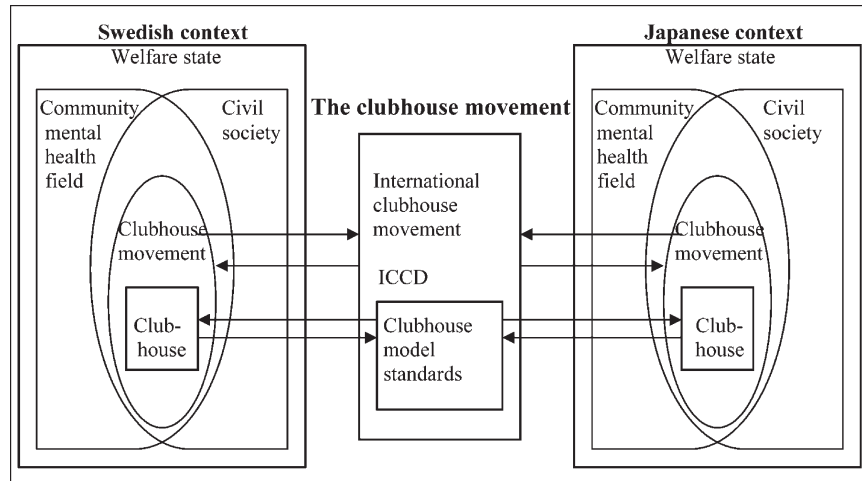 Swedish context
Welfare state
Community
mental
health
field
Civil
society
Clubhouse
movement
Club-
house
The clubhouse movement
International
clubhouse
movement
ICCD
Clubhouse
model
standards
Japanese context
Welfare state
Community
mental
health
field
Civil
society
Clubhouse
movement
Club-
house